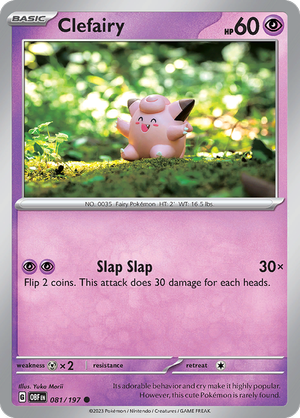 BASIC
Clefairy
HP 60
NO. 0035 Fairy Pokémon HT: 2' WT: 16.5 lbs
Slap Slap 30×
Flip 2 coins. This attack does 30 damage for each heads.
weakness ×2 resistance retreat
Illus. Yuka Morii
G OBF EN 081/197
Its adorable behavior and cry make it highly popular.
However, this cute Pokémon is rarely found.
©2023 Pokémon / Nintendo / Creatures / GAME FREAK